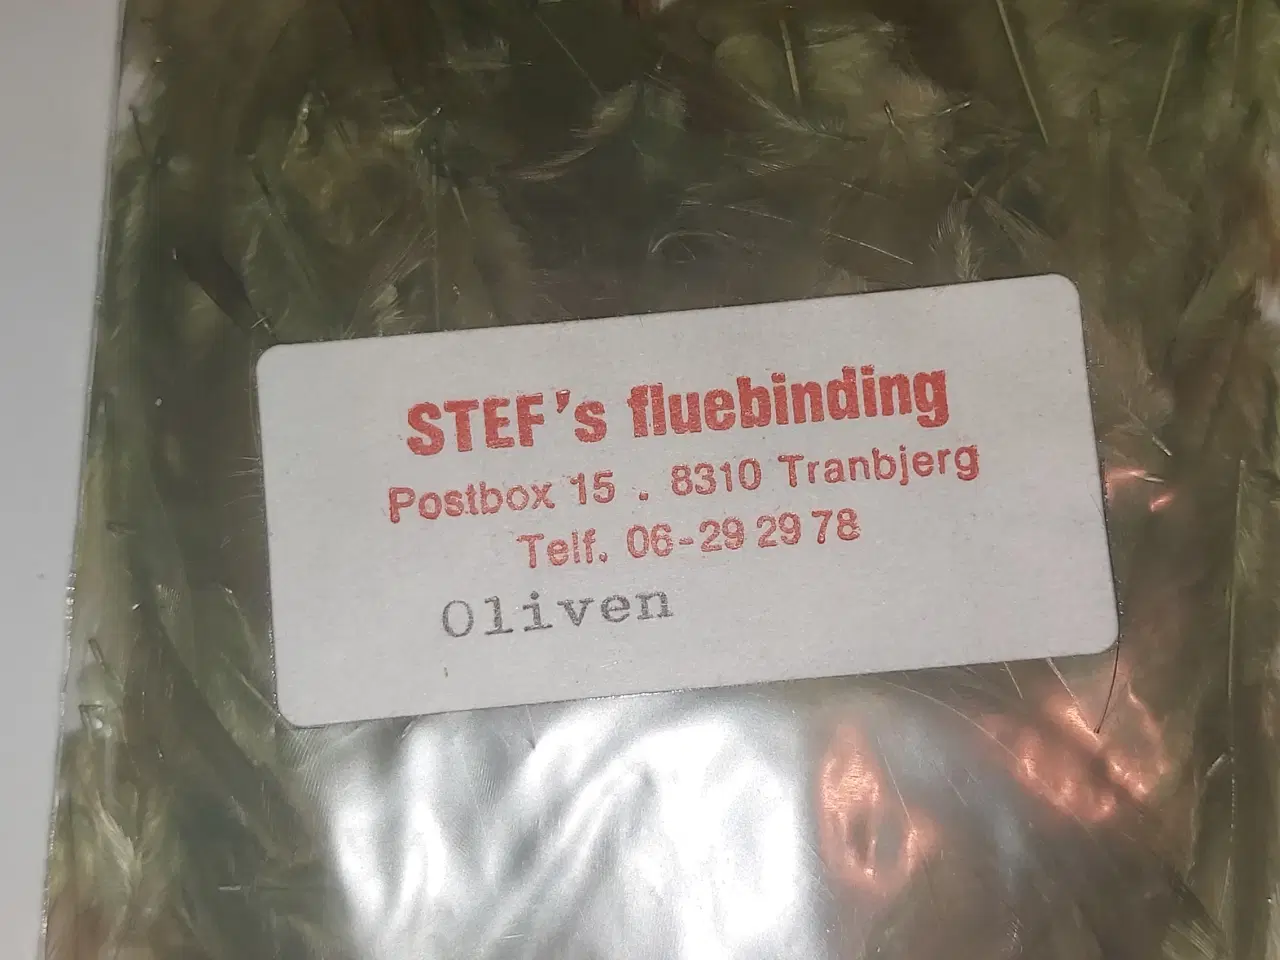 STEF's fluebinding
Postbox 15 . 8310 Tranbjerg
Telf. 06-29 29 78
Oliven